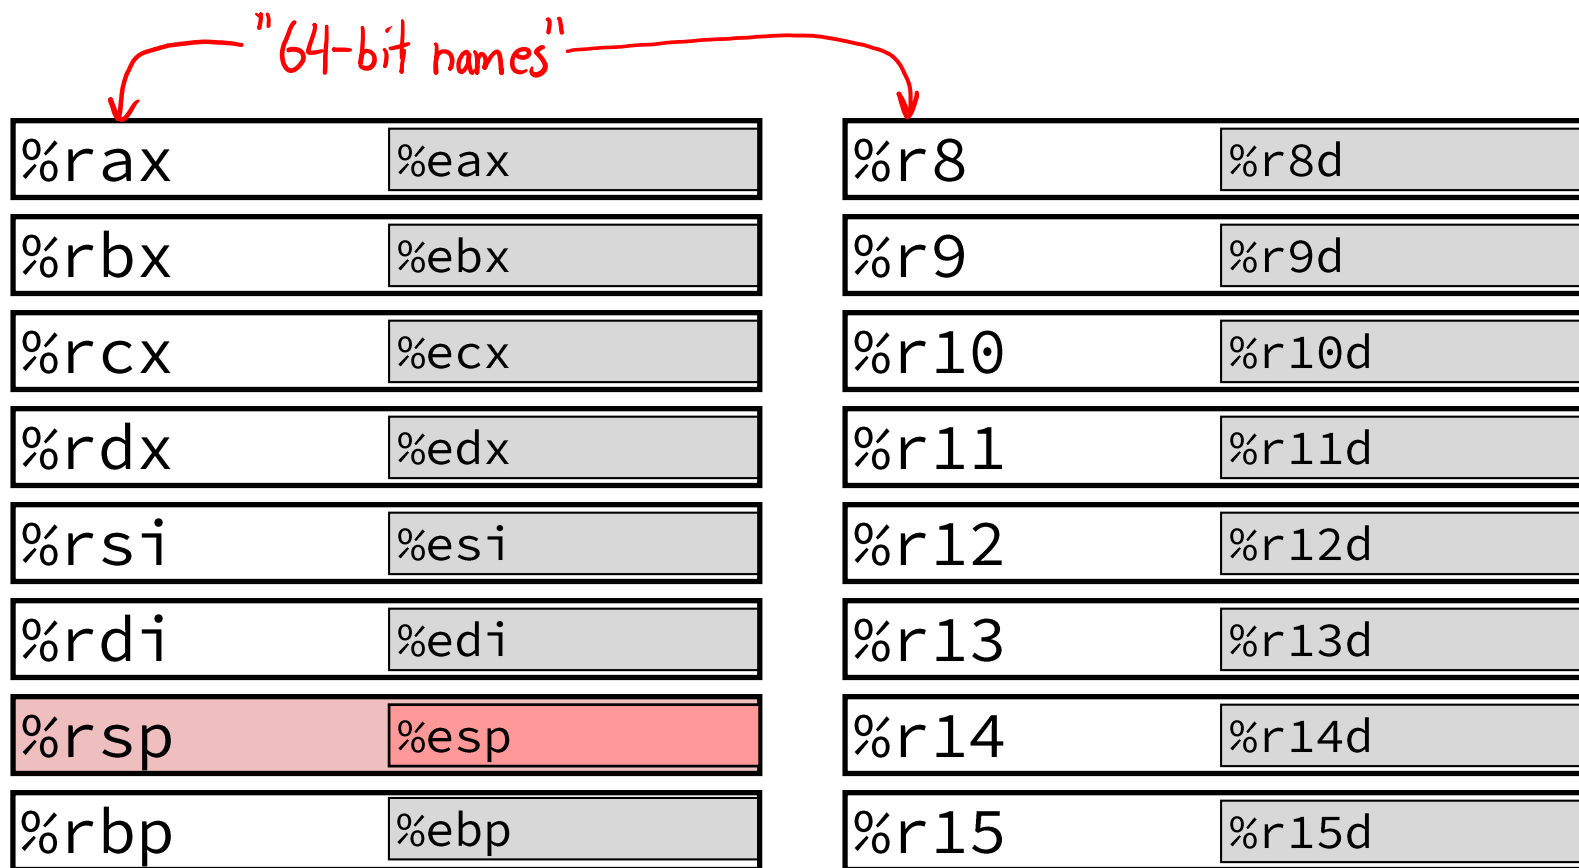 "64-bit names"
%rax %eax %r8 %r8d
%rbx %ebx %r9 %r9d
%rcx %ecx %r10 %r10d
%rdx %edx %r11 %r11d
%rsi %esi %r12 %r12d
%rdi %edi %r13 %r13d
%rsp %esp %r14 %r14d
%rbp %ebp %r15 %r15d